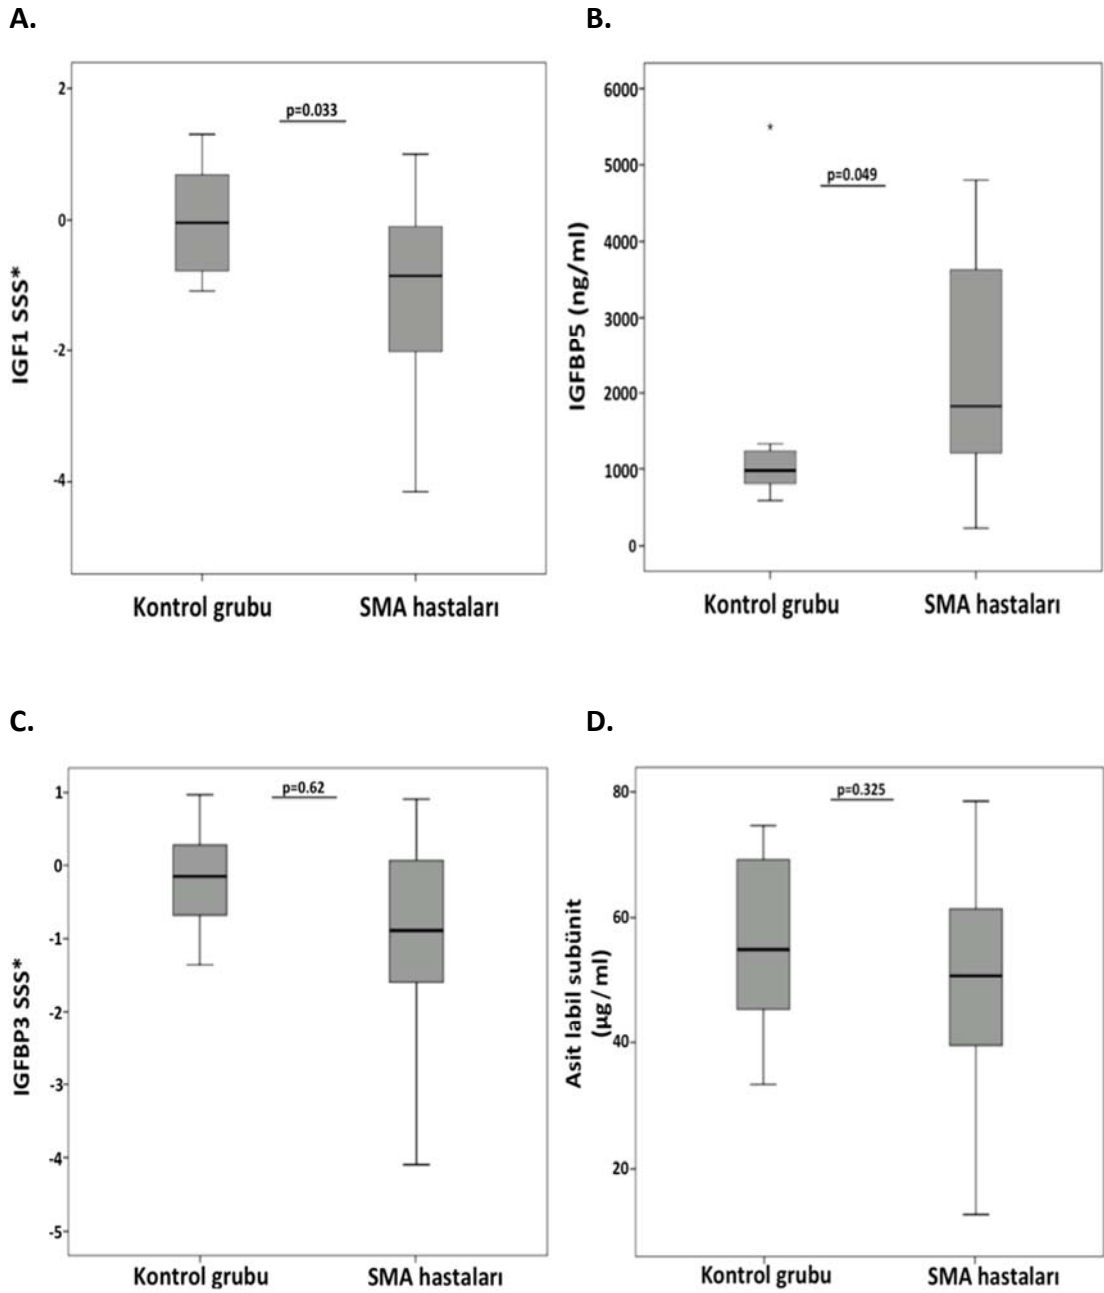 A.
B.
p=0.033
2
0
-2
-4
IGF1 SSS*
Kontrol grubu
SMA hastaları
*
p=0.049
6000
5000
4000
3000
2000
1000
0
IGFBP5 (ng/ml)
Kontrol grubu
SMA hastaları
C.
D.
p=0.62
1
0
-1
-2
-3
-4
-5
IGFBP3 SSS*
Kontrol grubu
SMA hastaları
p=0.325
80
60
40
20
Asit labil subünit
(µg/ml)
Kontrol grubu
SMA hastaları